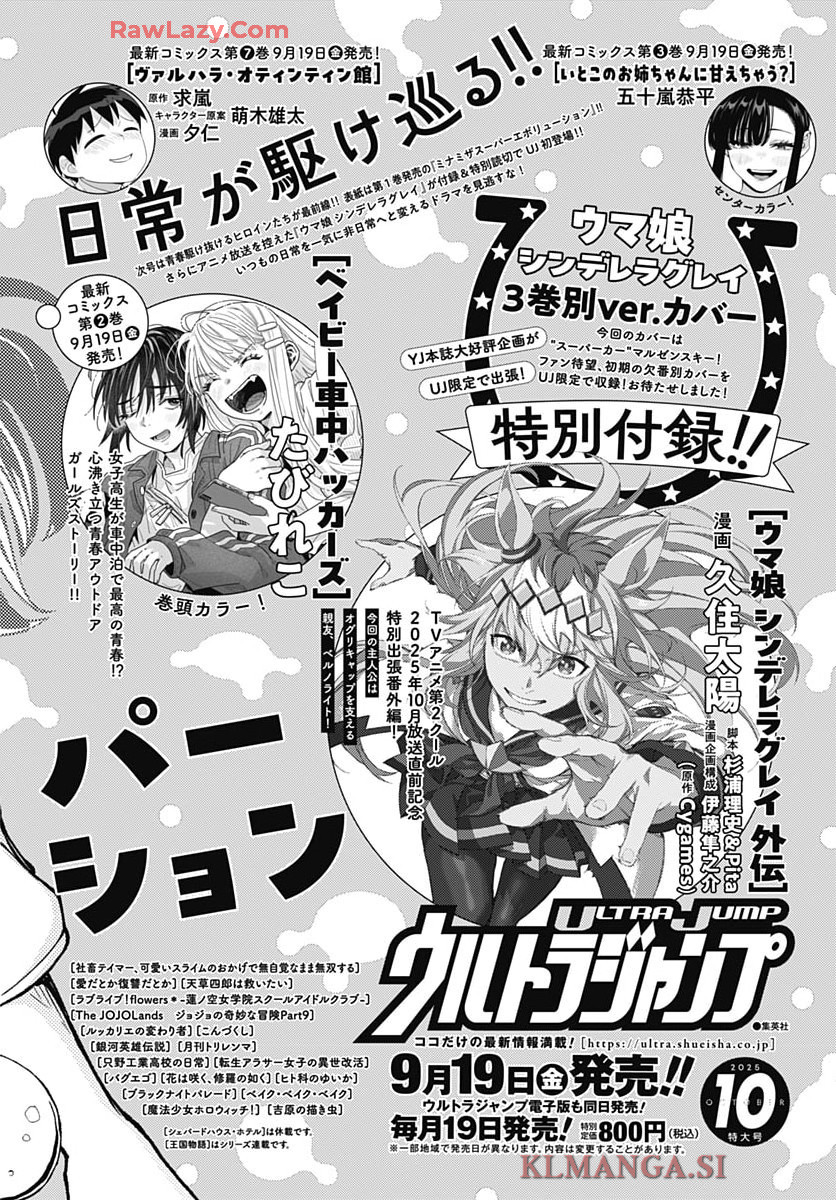 RawLazy.Com
最新コミックス第❼巻 9月19日㊎発売!
[ヴァルハラ・オティンティン館]
原作 求嵐
キャラクター原案 萌木雄太
漫画 夕仁
最新コミックス第❸巻 9月19日㊎発売!
[いとこのお姉ちゃんに甘えちゃう?]
五十嵐恭平
センターカラー!
日常が駆け巡る!!
次号は青春駆け抜けるヒロインたちが最前線!! 表紙は第1巻発売の『ミナミザスーパーエボリューション』!!
さらにアニメ放送を控えた『ウマ娘 シンデレラグレイ』が付録&特別読切でUJ初登場!!
いつもの日常を一気に非日常へと変えるドラマを見逃すな!
ウマ娘
シンデレラグレイ
3巻別ver.カバー
YJ本誌大好評企画が
UJ限定で出張!
今回のカバーは
"スーパーカー"マルゼンスキー!
ファン待望、初期の欠番別カバーを
UJ限定で収録!お待たせしました!
特別付録!!
最新
コミックス
第❷巻
9月19日㊎
発売!
[ベイビー車中ハッカーズ]
たびれこ
女子高生が車中泊で最高の青春!?
心沸き立つ青春アウトドア
ガールズストーリー!!
巻頭カラー!
[ウマ娘 シンデレラグレイ 外伝]
漫画 久住太陽
脚本 杉浦理史&Pita
漫画企画構成 伊藤隼之介
(原作 Cygames)
TVアニメ第2クール
2025年10月放送直前記念
特別出張番外編!
今回の主人公は
オグリキャップを支える
親友、ベルノライト!
パー
ション
[社畜テイマー、可愛いスライムのおかげで無自覚なまま無双する]
[愛だとか復讐だとか] [天草四郎は救いたい]
[ラブライブ!flowers*-蓮ノ空女学院スクールアイドルクラブ-]
[The JOJOLands ジョジョの奇妙な冒険Part9]
[ルッカリエの変わり者] [こんづくし]
[銀河英雄伝説] [月刊トリレンマ]
[只野工業高校の日常] [転生アラサー女子の異世改活]
[バグエゴ] [花は咲く、修羅の如く] [ヒト科のゆいか]
[ブラックナイトパレード] [ベイク・ベイク・ベイク]
[魔法少女ホロウィッチ!] [吉原の描き虫]
[シェパードハウス・ホテル]は休載です。
[王国物語]はシリーズ連載です。
ULTRA JUMP
ウルトラジャンプ
●集英社
ココだけの最新情報満載! [https://ultra.shueisha.co.jp]
9月19日㊎発売!!
ウルトラジャンプ電子版も同日発売!
毎月19日発売! 特別定価800円(税込)
※一部地域で発売日が異なります。内容は変更することがあります。
2025
10
OCTOBER
特大号
KLMANGA.SI